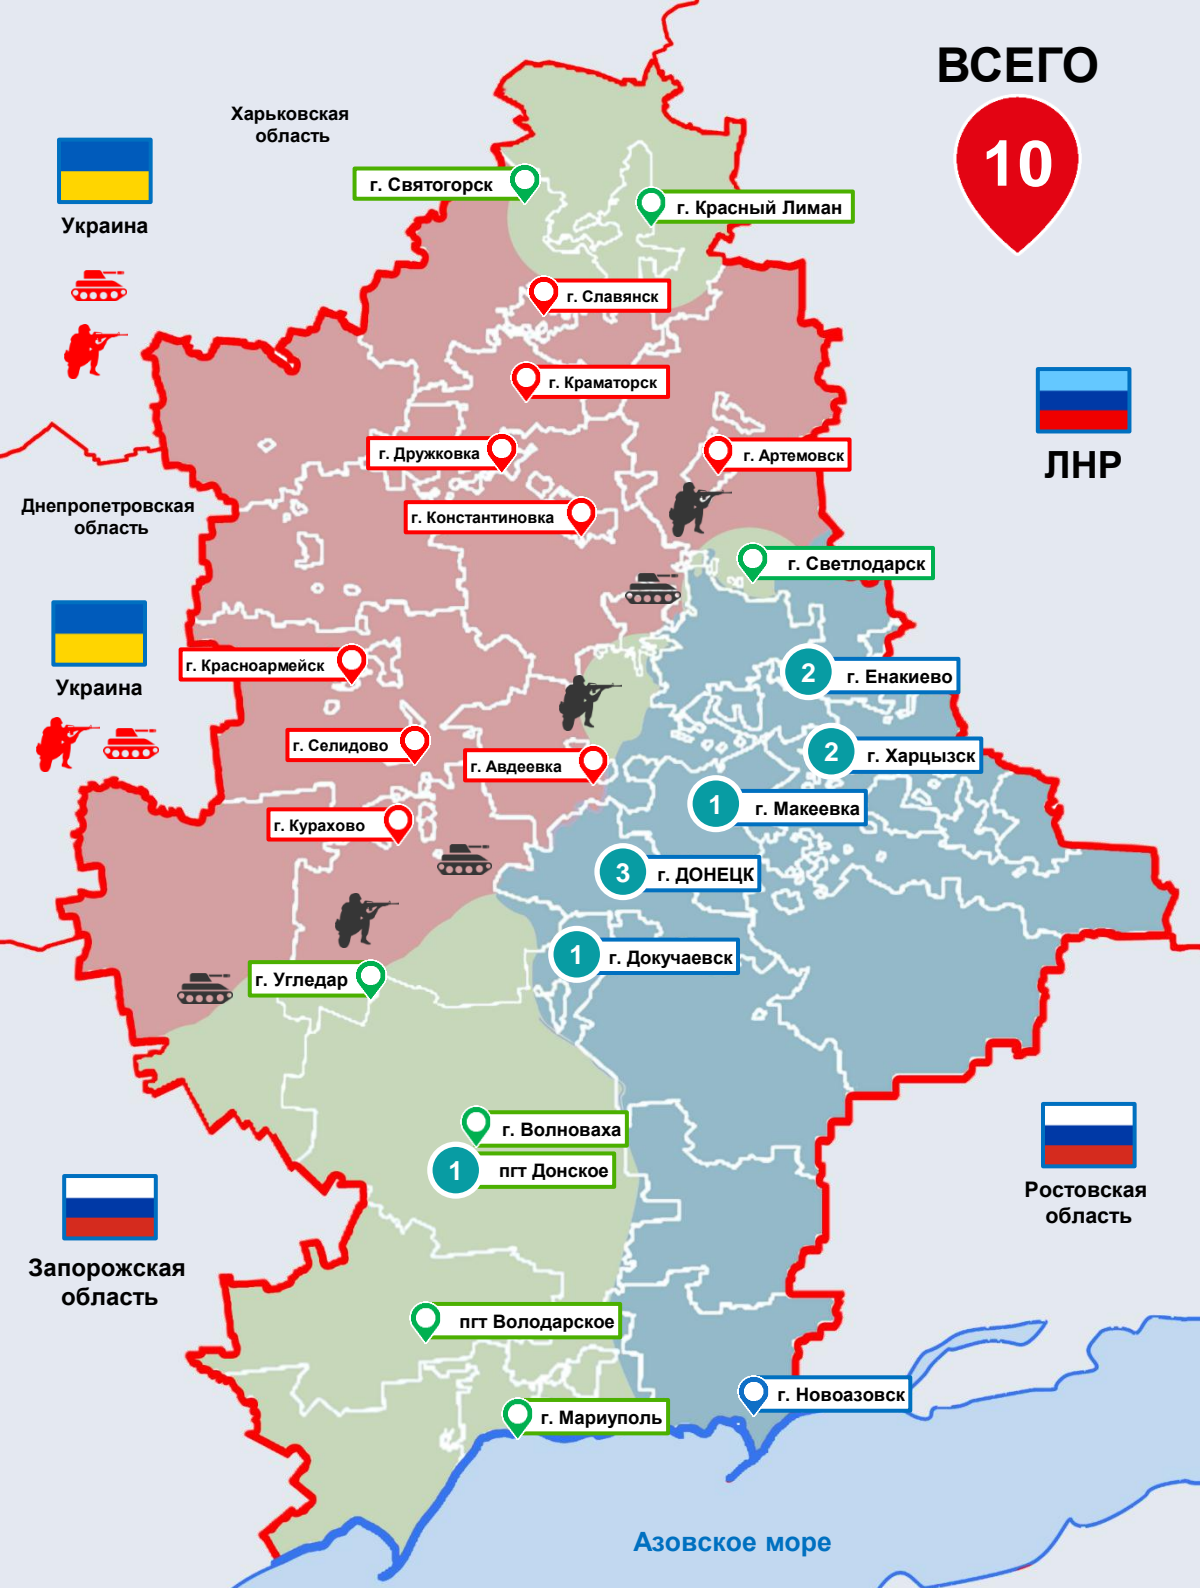 ВСЕГО
10
Харьковская
область
Украина
г. Святогорск
г. Красный Лиман
г. Славянск
г. Краматорск
ЛНР
г. Дружковка
г. Артемовск
Днепропетровская
область
г. Константиновка
г. Светлодарск
Украина
г. Красноармейск
2
г. Енакиево
г. Селидово
г. Авдеевка
2
г. Харцызск
1
г. Макеевка
г. Курахово
3
г. ДОНЕЦК
1
г. Докучаевск
г. Угледар
г. Волноваха
1
пгт Донское
Ростовская
область
Запорожская
область
пгт Володарское
г. Новоазовск
г. Мариуполь
Азовское море